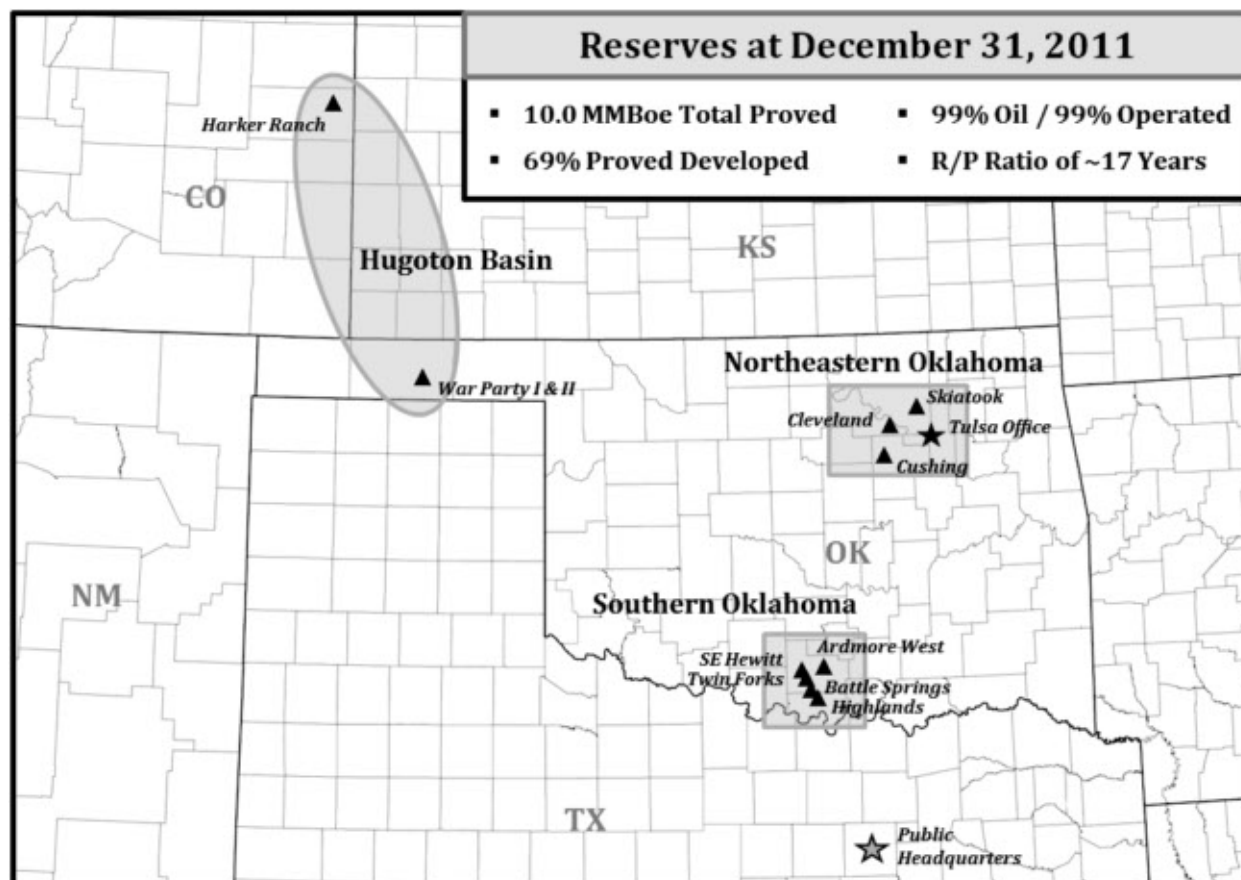 Reserves at December 31, 2011
▪ 10.0 MMBoe Total Proved
▪ 69% Proved Developed
▪ 99% Oil / 99% Operated
▪ R/P Ratio of ~17 Years
Harker Ranch
CO
KS
Hugoton Basin
War Party I & II
Northeastern Oklahoma
Skiatook
Cleveland
Tulsa Office
Cushing
OK
NM
Southern Oklahoma
Ardmore West
SE Hewitt
Twin Forks
Battle Springs
Highlands
TX
Public
Headquarters